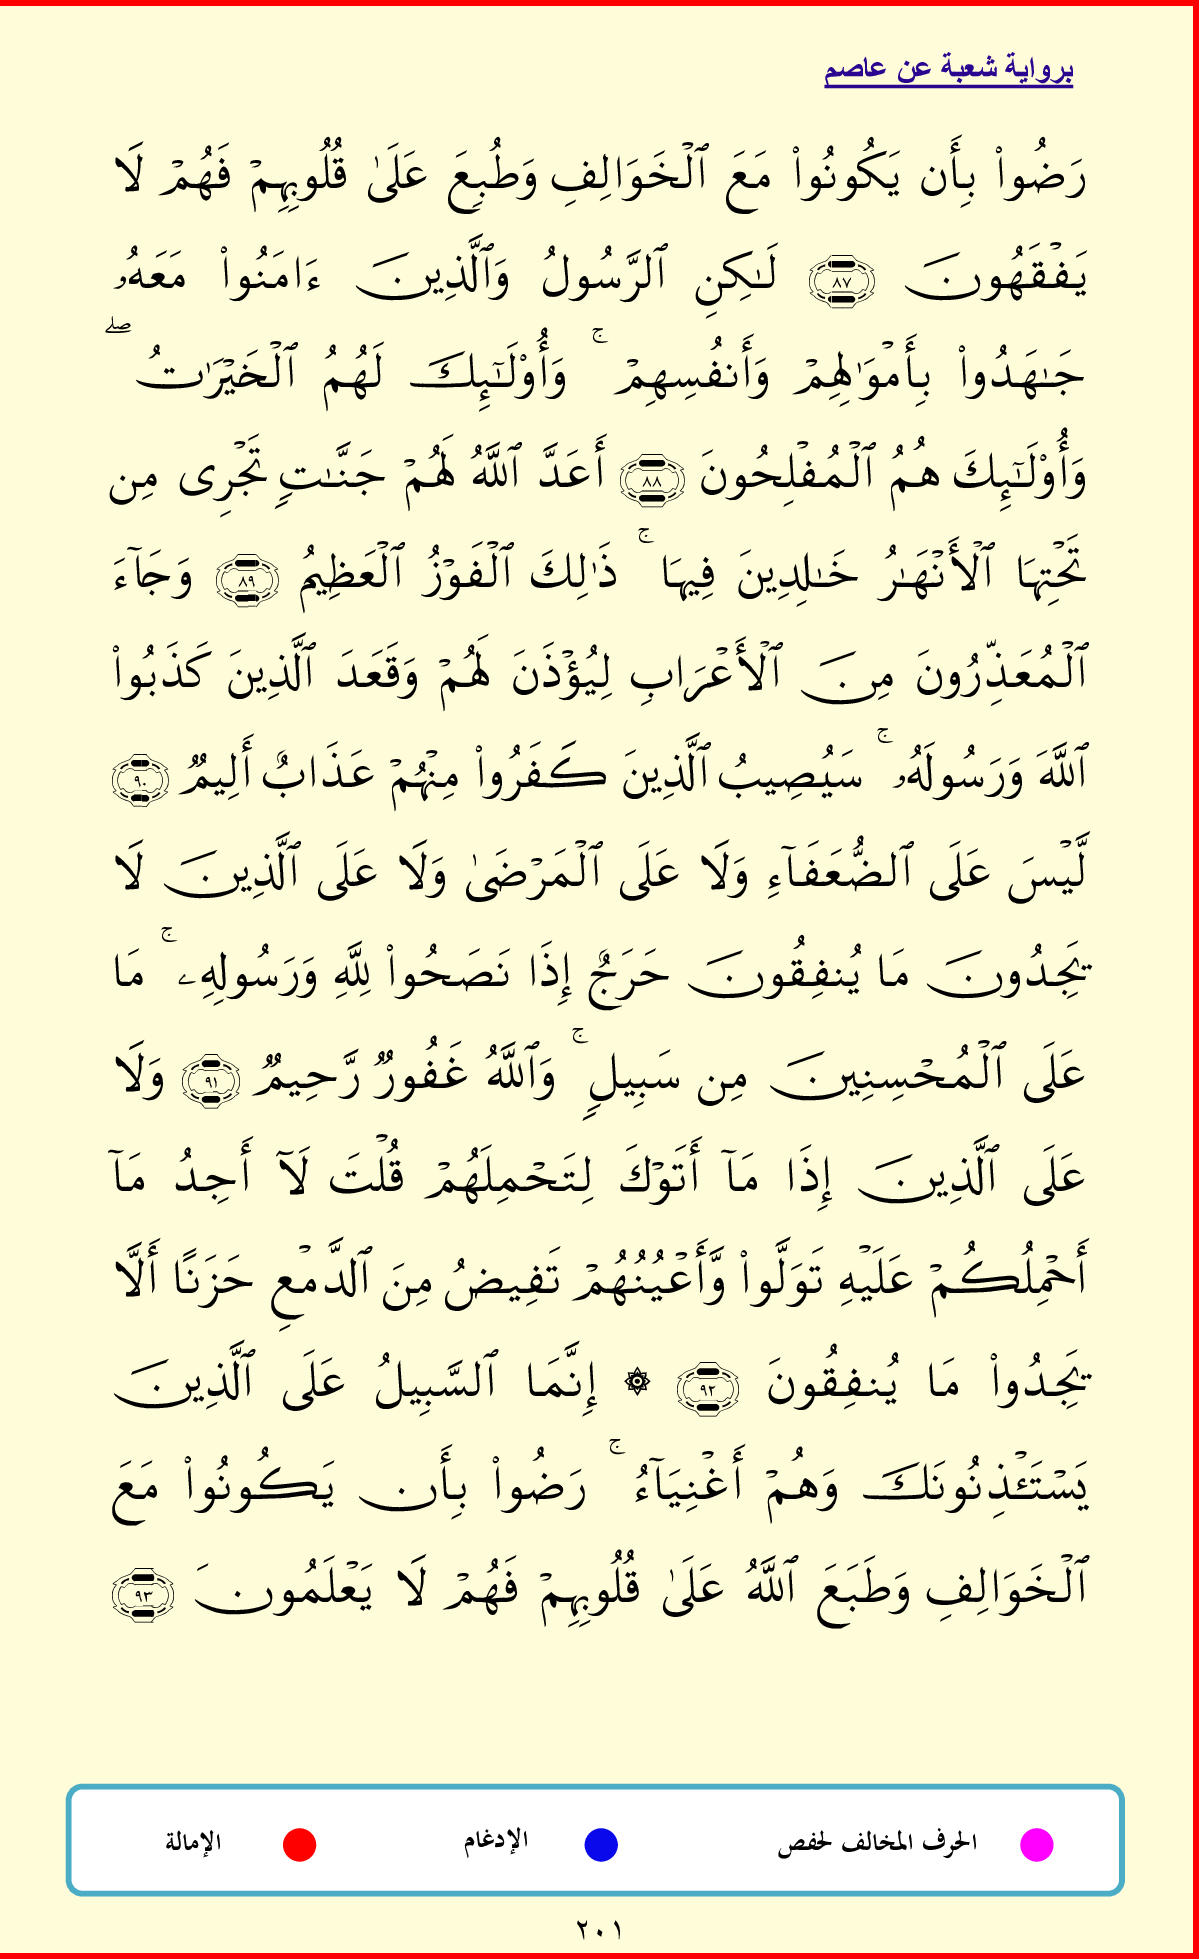 برواية شعبة عن عاصم
رَضُواْ بِأَن يَكُونُواْ مَعَ ٱلۡخَوَالِفِ وَطُبِعَ عَلَىٰ قُلُوبِهِمۡ فَهُمۡ لَا
يَفۡقَهُونَ ٨٧ لَٰكِنِ ٱلرَّسُولُ وَٱلَّذِينَ ءَامَنُواْ مَعَهُۥ
جَٰهَدُواْ بِأَمۡوَٰلِهِمۡ وَأَنفُسِهِمۡۚ وَأُوْلَٰٓئِكَ لَهُمُ ٱلۡخَيۡرَٰتُۖ
وَأُوْلَٰٓئِكَ هُمُ ٱلۡمُفۡلِحُونَ ٨٨ أَعَدَّ ٱللَّهُ لَهُمۡ جَنَّٰتٖ تَجۡرِي مِن
تَحۡتِهَا ٱلۡأَنۡهَٰرُ خَٰلِدِينَ فِيهَاۚ ذَٰلِكَ ٱلۡفَوۡزُ ٱلۡعَظِيمُ ٨٩ وَجَآءَ
ٱلۡمُعَذِّرُونَ مِنَ ٱلۡأَعۡرَابِ لِيُؤۡذَنَ لَهُمۡ وَقَعَدَ ٱلَّذِينَ كَذَبُواْ
ٱللَّهَ وَرَسُولَهُۥۚ سَيُصِيبُ ٱلَّذِينَ كَفَرُواْ مِنۡهُمۡ عَذَابٌ أَلِيمٞ ٩٠
لَّيۡسَ عَلَى ٱلضُّعَفَآءِ وَلَا عَلَى ٱلۡمَرۡضَىٰ وَلَا عَلَى ٱلَّذِينَ لَا
يَجِدُونَ مَا يُنفِقُونَ حَرَجٌ إِذَا نَصَحُواْ لِلَّهِ وَرَسُولِهِۦۚ مَا
عَلَى ٱلۡمُحۡسِنِينَ مِن سَبِيلٖۚ وَٱللَّهُ غَفُورٞ رَّحِيمٞ ٩١ وَلَا
عَلَى ٱلَّذِينَ إِذَا مَآ أَتَوۡكَ لِتَحۡمِلَهُمۡ قُلۡتَ لَآ أَجِدُ مَآ
أَحۡمِلُكُمۡ عَلَيۡهِ تَوَلَّواْ وَّأَعۡيُنُهُمۡ تَفِيضُ مِنَ ٱلدَّمۡعِ حَزَنًا أَلَّا
يَجِدُواْ مَا يُنفِقُونَ ٩٢ ۞ إِنَّمَا ٱلسَّبِيلُ عَلَى ٱلَّذِينَ
يَسۡتَـٔۡذِنُونَكَ وَهُمۡ أَغۡنِيَآءُۚ رَضُواْ بِأَن يَكُونُواْ مَعَ
ٱلۡخَوَالِفِ وَطَبَعَ ٱللَّهُ عَلَىٰ قُلُوبِهِمۡ فَهُمۡ لَا يَعۡلَمُونَ ٩٣
الحرف المخالف لحفص الإدغام الإمالة
٢٠١